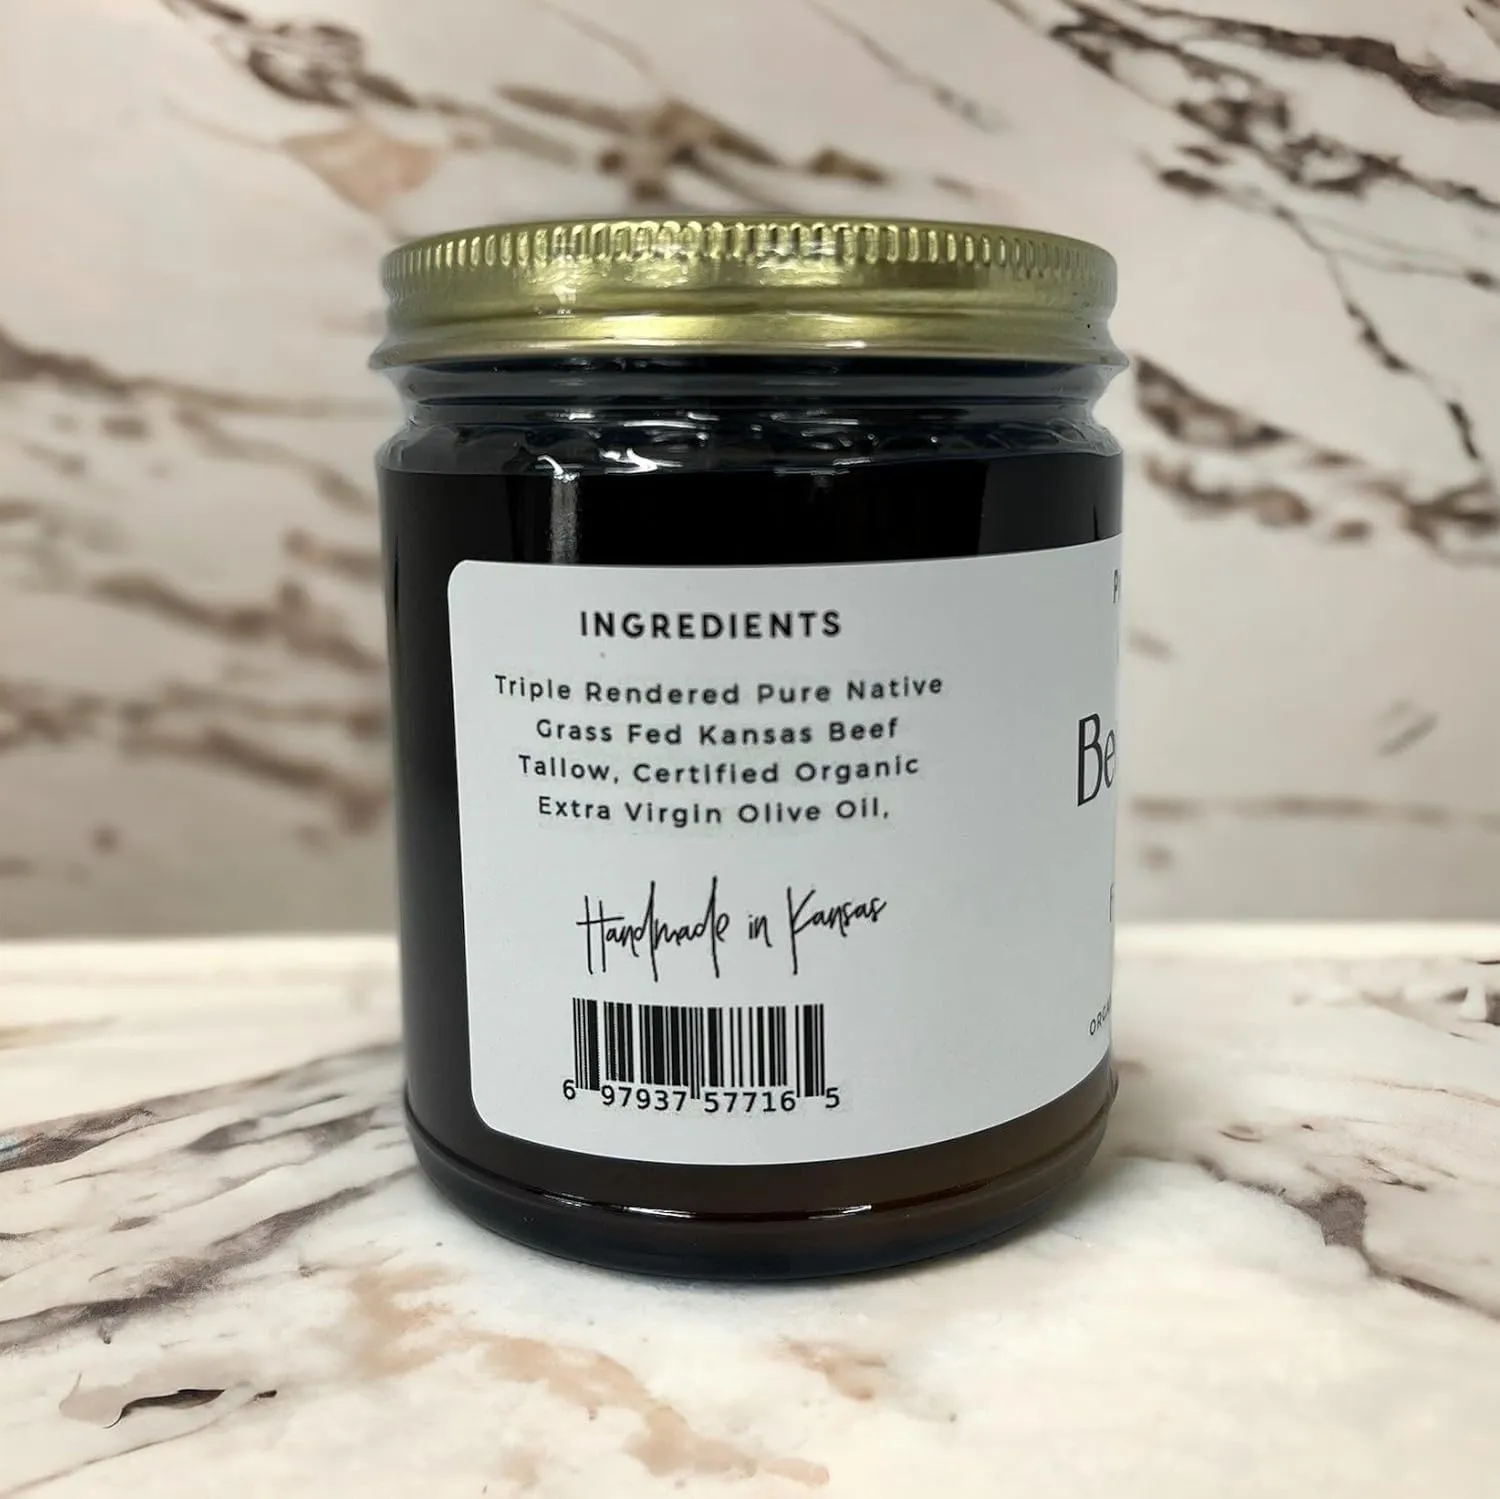 INGREDIENTS
Triple Rendered Pure Native
Grass Fed Kansas Beef
Tallow, Certified Organic
Extra Virgin Olive Oil,
Handmade in Kansas
6 97937 57716 5